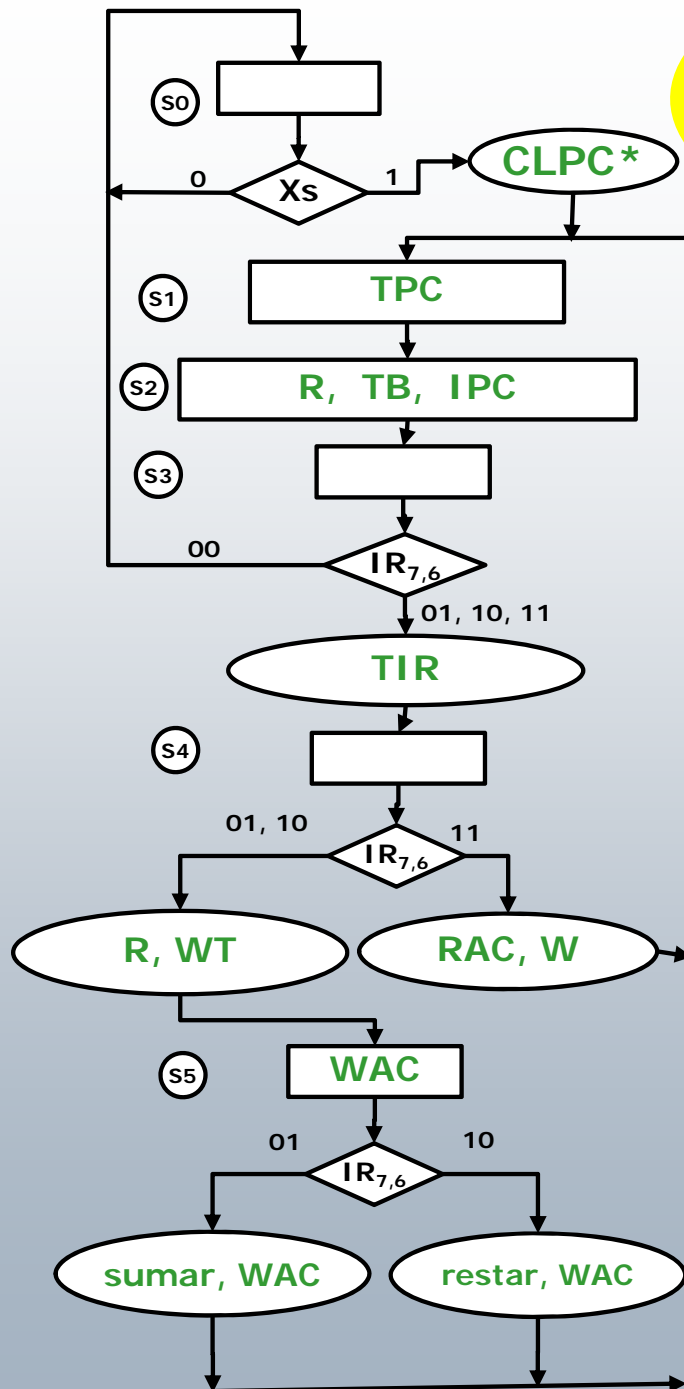 S0
Xs
0
1
CLPC*
S1
TPC
S2
R, TB, IPC
S3
00
IR7,6
01, 10, 11
TIR
S4
01, 10
IR7,6
11
R, WT
RAC, W
S5
WAC
01
IR7,6
10
sumar, WAC
restar, WAC